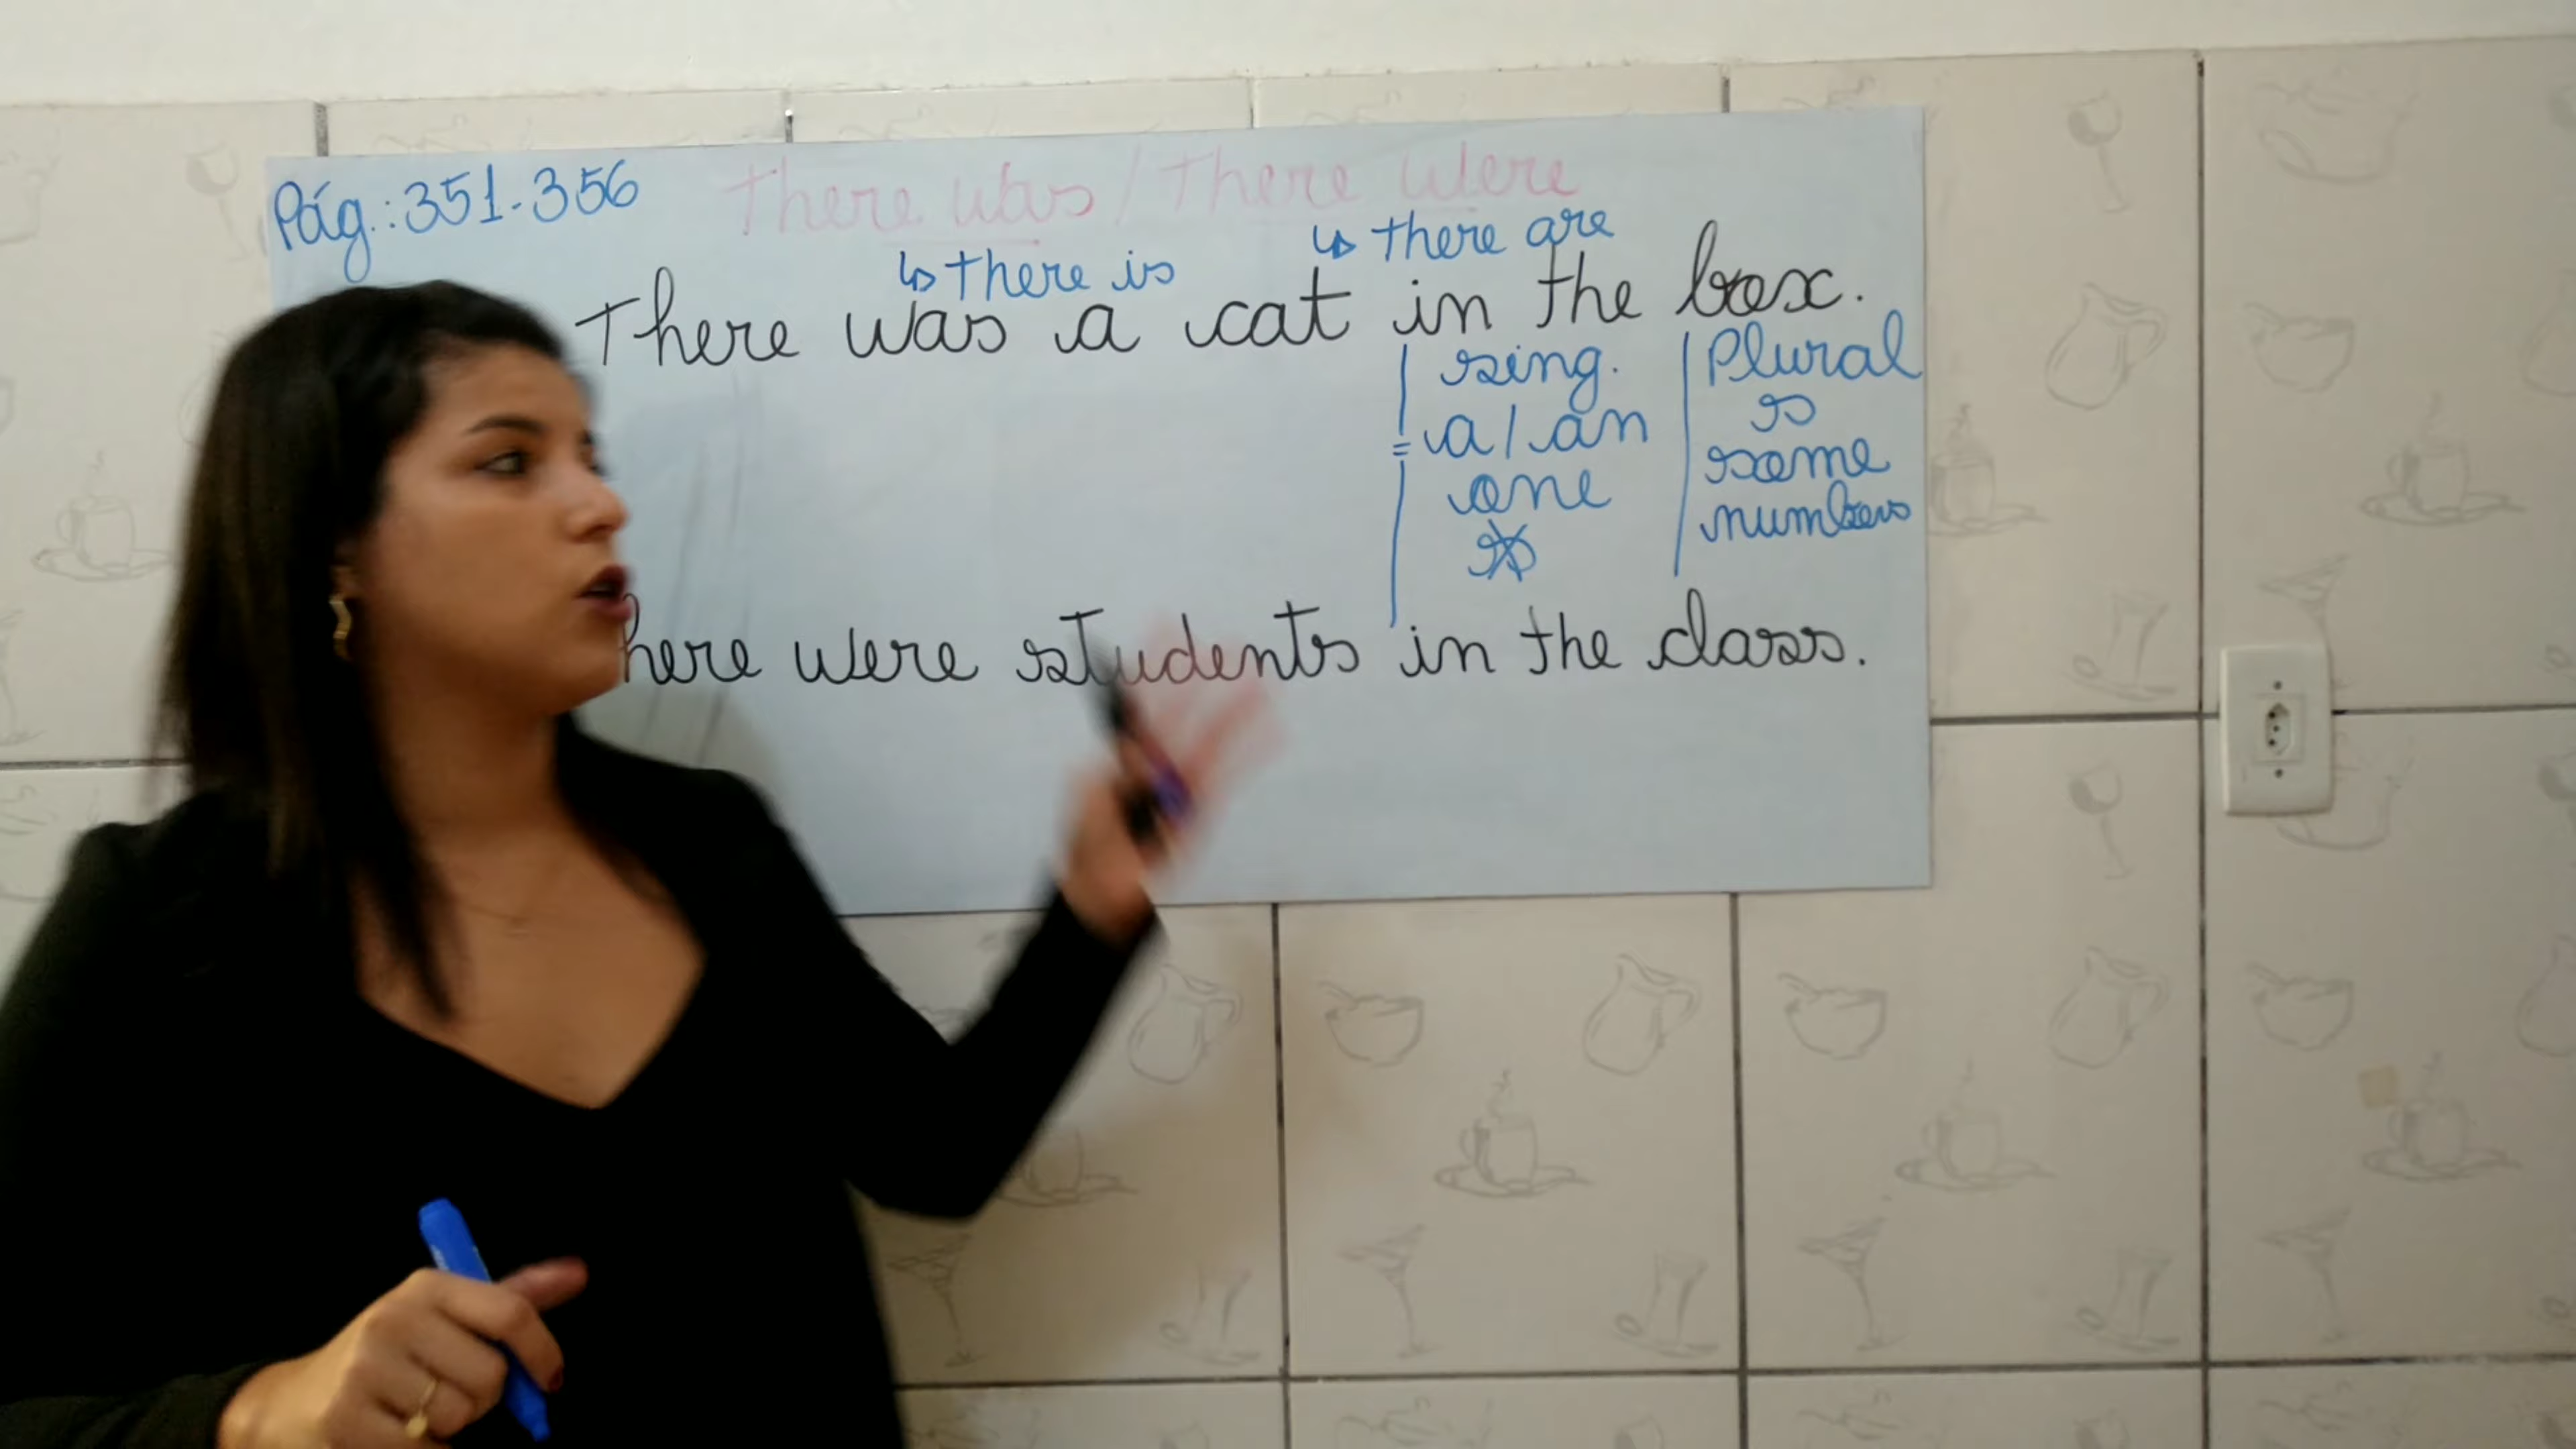 Pág.: 351-356
There was / There were
↳ there is
↳ there are
There was a cat in the box.
sing.
= a / an
one
Plural
s
some
numbers
here were students in the class.